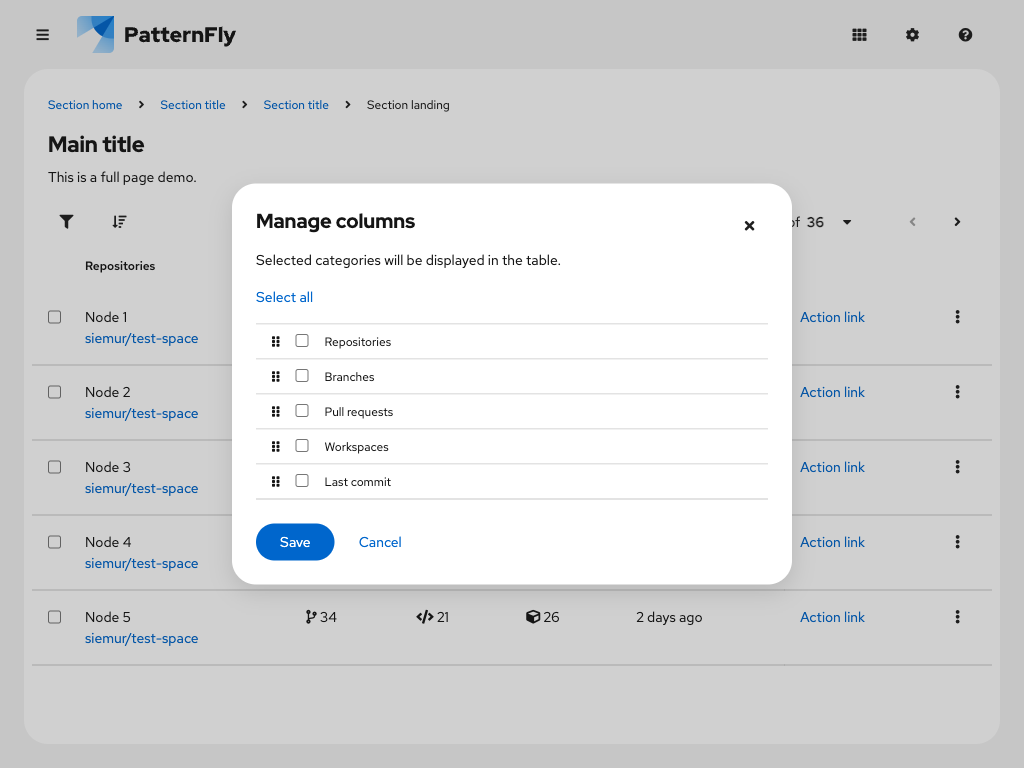 PatternFly
Section home
Section title
Section title
Section landing
Main title
This is a full page demo.
of 36
Repositories
Node 1
siemur/test-space
Action link
Node 2
siemur/test-space
Action link
Node 3
siemur/test-space
Action link
Node 4
siemur/test-space
Action link
Node 5
siemur/test-space
34
21
26
2 days ago
Action link
Manage columns
Selected categories will be displayed in the table.
Select all
Repositories
Branches
Pull requests
Workspaces
Last commit
Save
Cancel